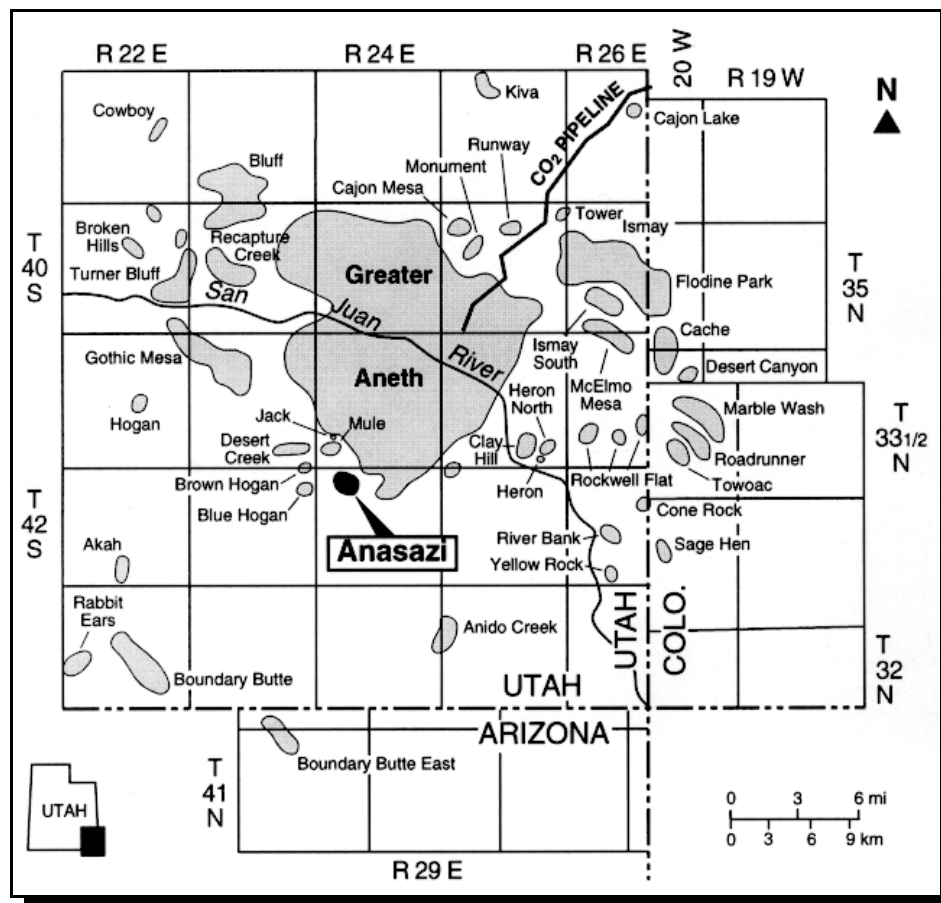 R 22 E
R 24 E
R 26 E
20 W
R 19 W
N
Cowboy
Kiva
CO2 PIPELINE
Cajon Lake
Runway
Monument
Bluff
Cajon Mesa
Tower
Ismay
Broken
Hills
Recapture
Creek
T
40
S
Turner Bluff
Greater
Flodine Park
T
35
N
San
Juan
River
Cache
Ismay
South
Gothic Mesa
Aneth
Desert Canyon
McElmo
Mesa
Heron
North
Marble Wash
T
33 1/2
N
Hogan
Jack
Mule
Desert
Creek
Clay
Hill
Roadrunner
Brown Hogan
Heron
Rockwell Flat
Towoac
T
42
S
Blue Hogan
Cone Rock
Akah
Anasazi
River Bank
Sage Hen
Yellow Rock
Rabbit
Ears
Anido Creek
UTAH
COLO.
T
32
N
Boundary Butte
UTAH
ARIZONA
Boundary Butte East
T
41
N
UTAH
0 3 6 mi
0 3 6 9 km
R 29 E